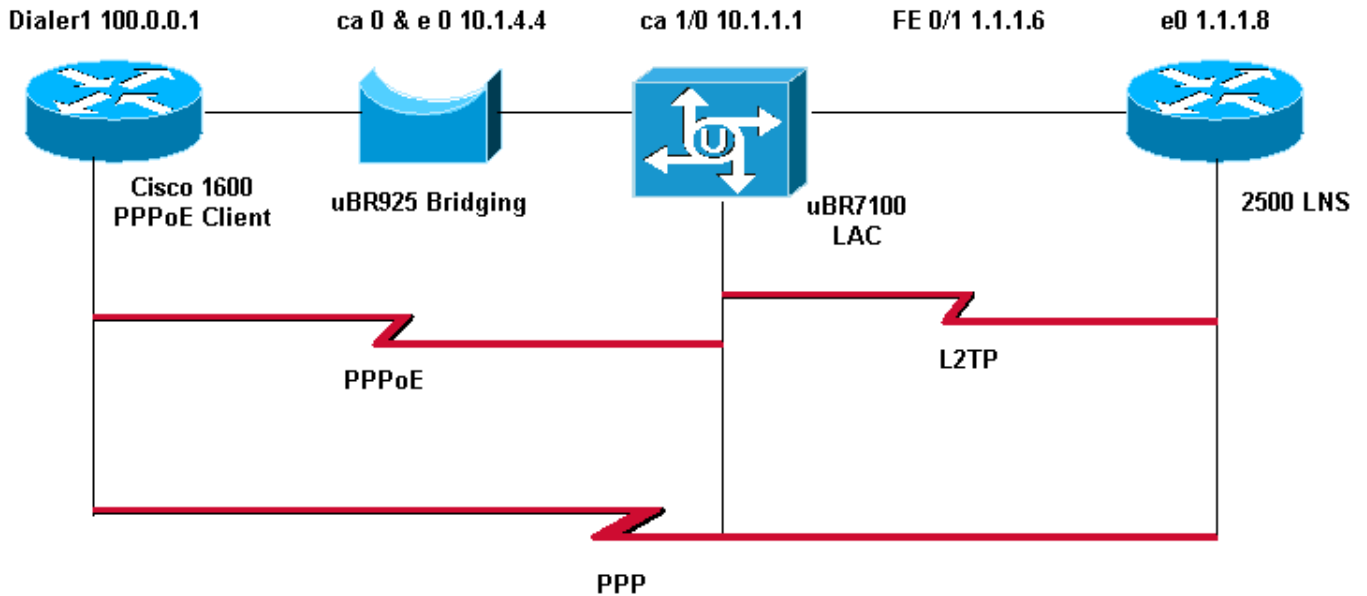 Dialer1 100.0.0.1
ca 0 & e 0 10.1.4.4
ca 1/0 10.1.1.1
FE 0/1 1.1.1.6
e0 1.1.1.8
U
Cisco 1600
PPPoE Client
uBR925 Bridging
uBR7100
LAC
2500 LNS
PPPoE
L2TP
PPP